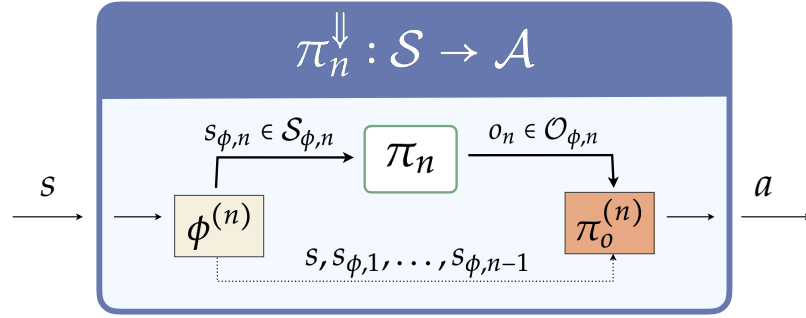 π_n^⇓ : 𝒮 → 𝒜
s_{ϕ,n} ∈ 𝒮_{ϕ,n}
π_n
o_n ∈ 𝒪_{ϕ,n}
s
a
ϕ^{(n)}
π_o^{(n)}
s, s_{ϕ,1}, . . . , s_{ϕ,n−1}